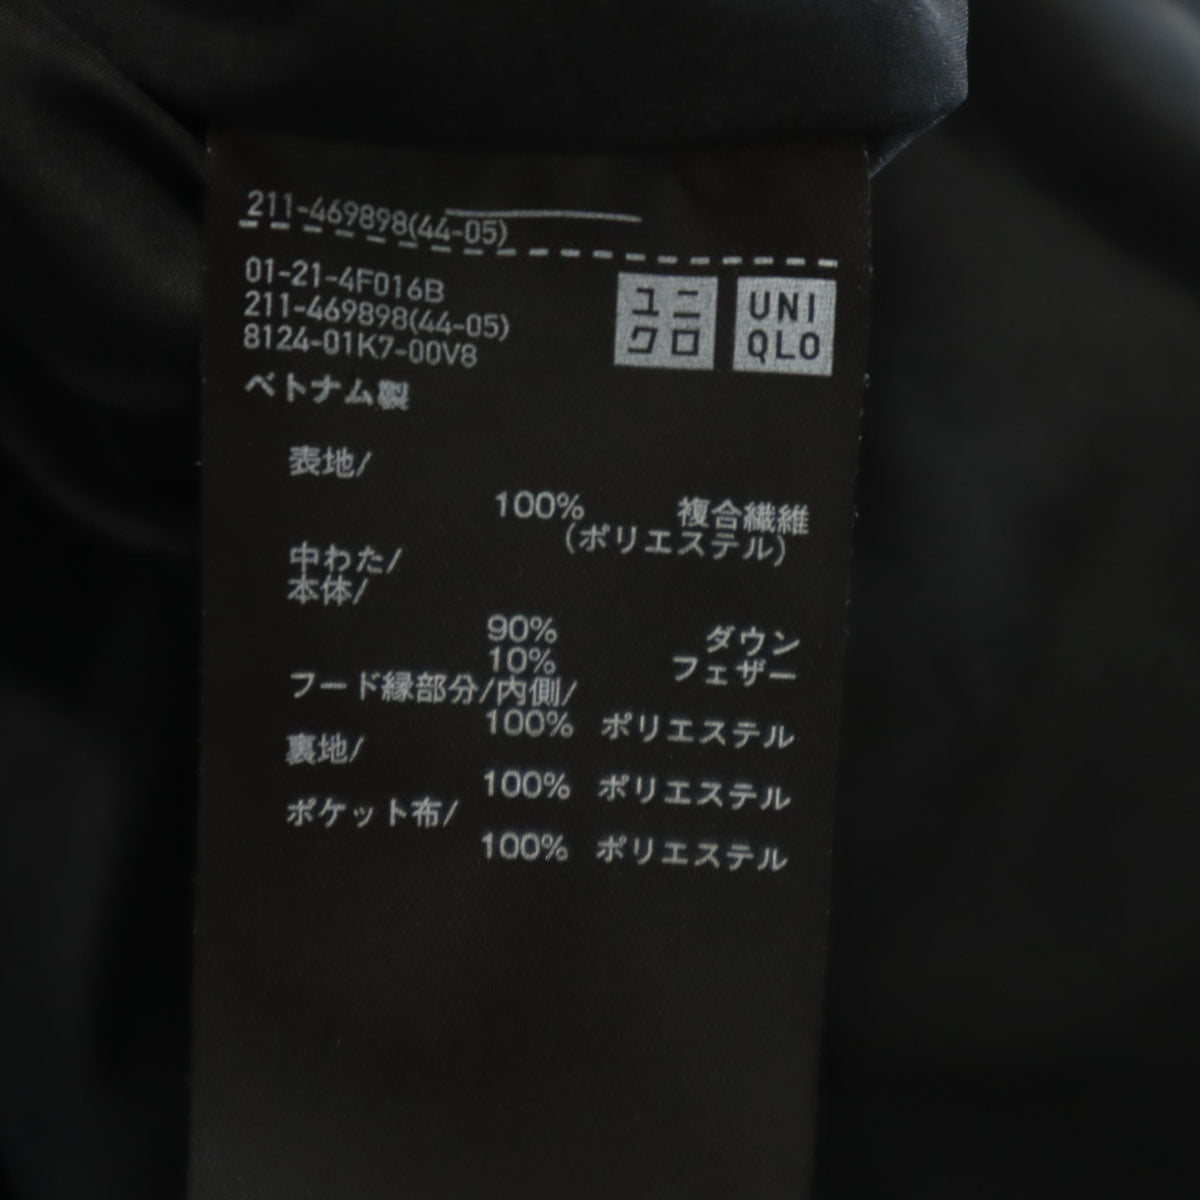 211-469898(44-05)
01-21-4F016B
211-469898(44-05)
8124-01K7-00V8
ユニ
クロ
UNI
QLO
ベトナム製
表地/
100% 複合繊維
(ポリエステル)
中わた/
本体/
90% ダウン
10% フェザー
フード縁部分/内側/
100% ポリエステル
裏地/
100% ポリエステル
ポケット布/
100% ポリエステル